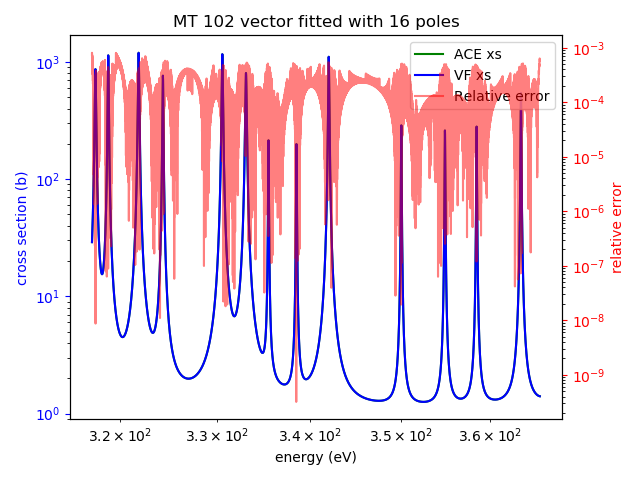 MT 102 vector fitted with 16 poles
ACE xs
VF xs
Relative error
cross section (b)
10³
10²
10¹
10⁰
relative error
10⁻³
10⁻⁴
10⁻⁵
10⁻⁶
10⁻⁷
10⁻⁸
10⁻⁹
3.2 × 10² 3.3 × 10² 3.4 × 10² 3.5 × 10² 3.6 × 10²
energy (eV)